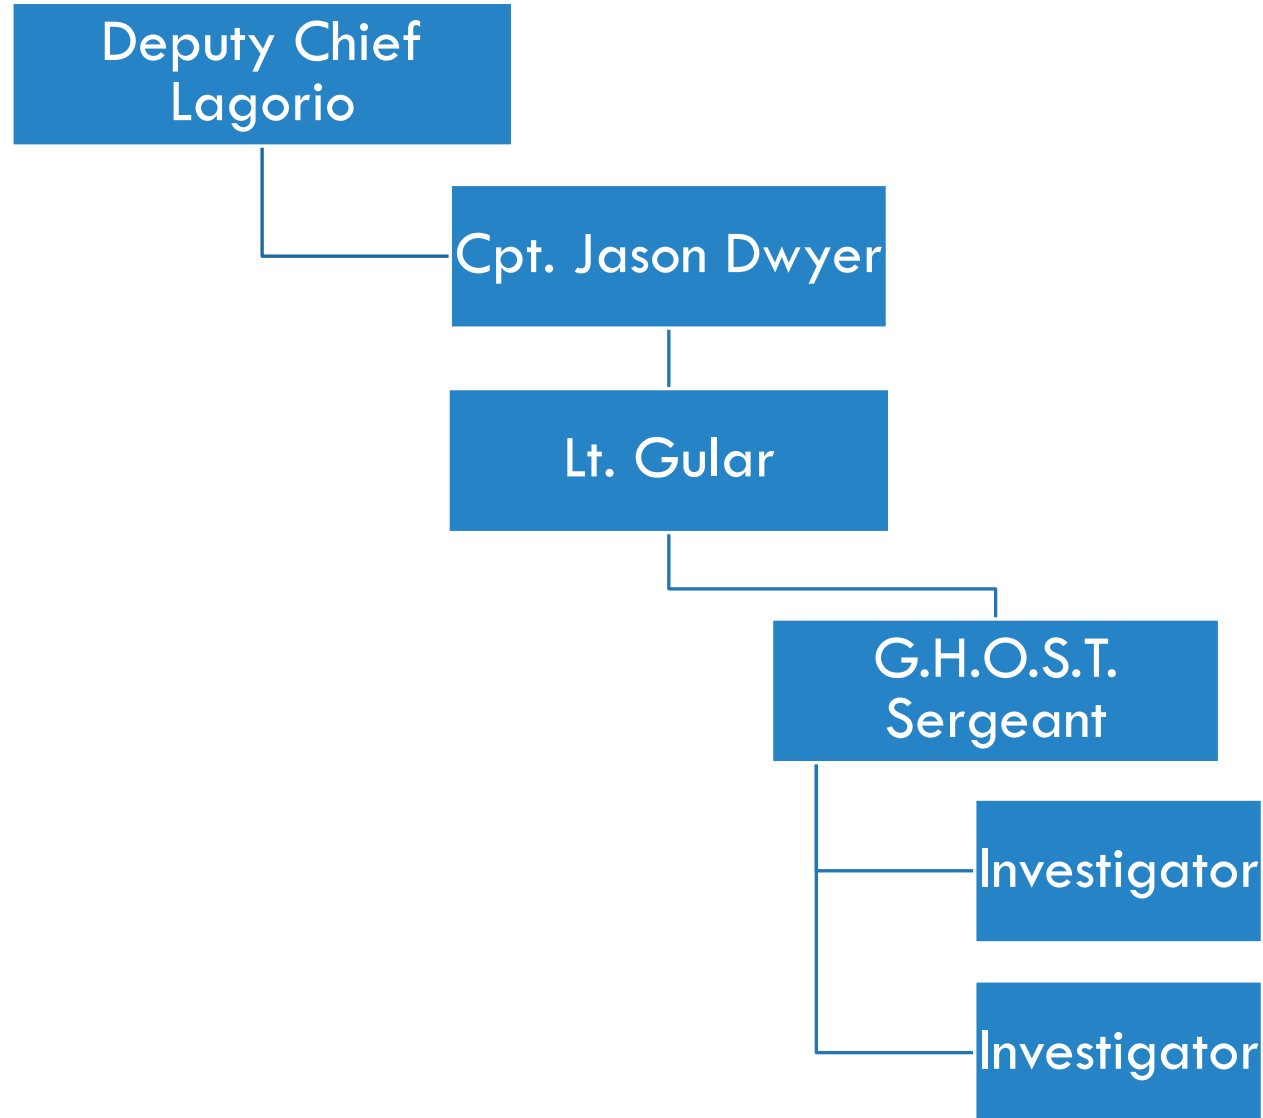 Deputy Chief
Lagorio
Cpt. Jason Dwyer
Lt. Gular
G.H.O.S.T.
Sergeant
Investigator
Investigator